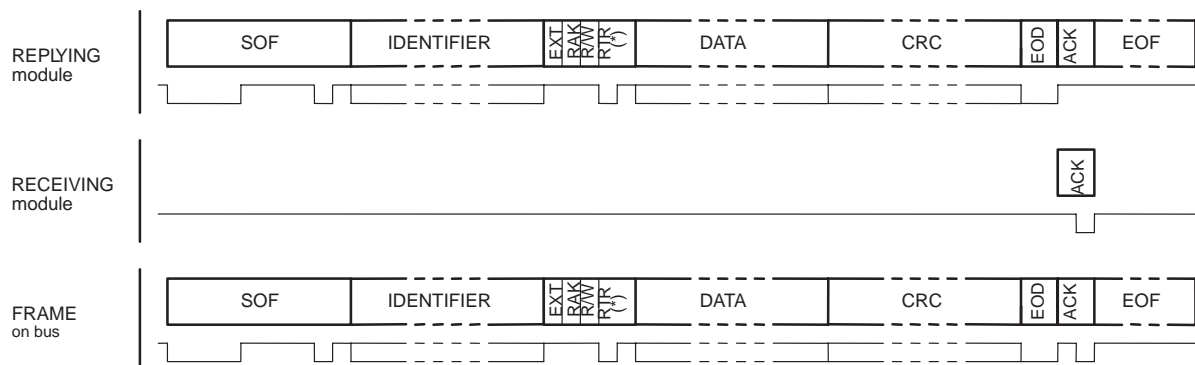 REPLYING
module
SOF
IDENTIFIER
EXT
RAK
R/W
RTR
(*)
DATA
CRC
EOD
ACK
EOF
RECEIVING
module
ACK
FRAME
on bus
SOF
IDENTIFIER
EXT
RAK
R/W
RTR
(*)
DATA
CRC
EOD
ACK
EOF